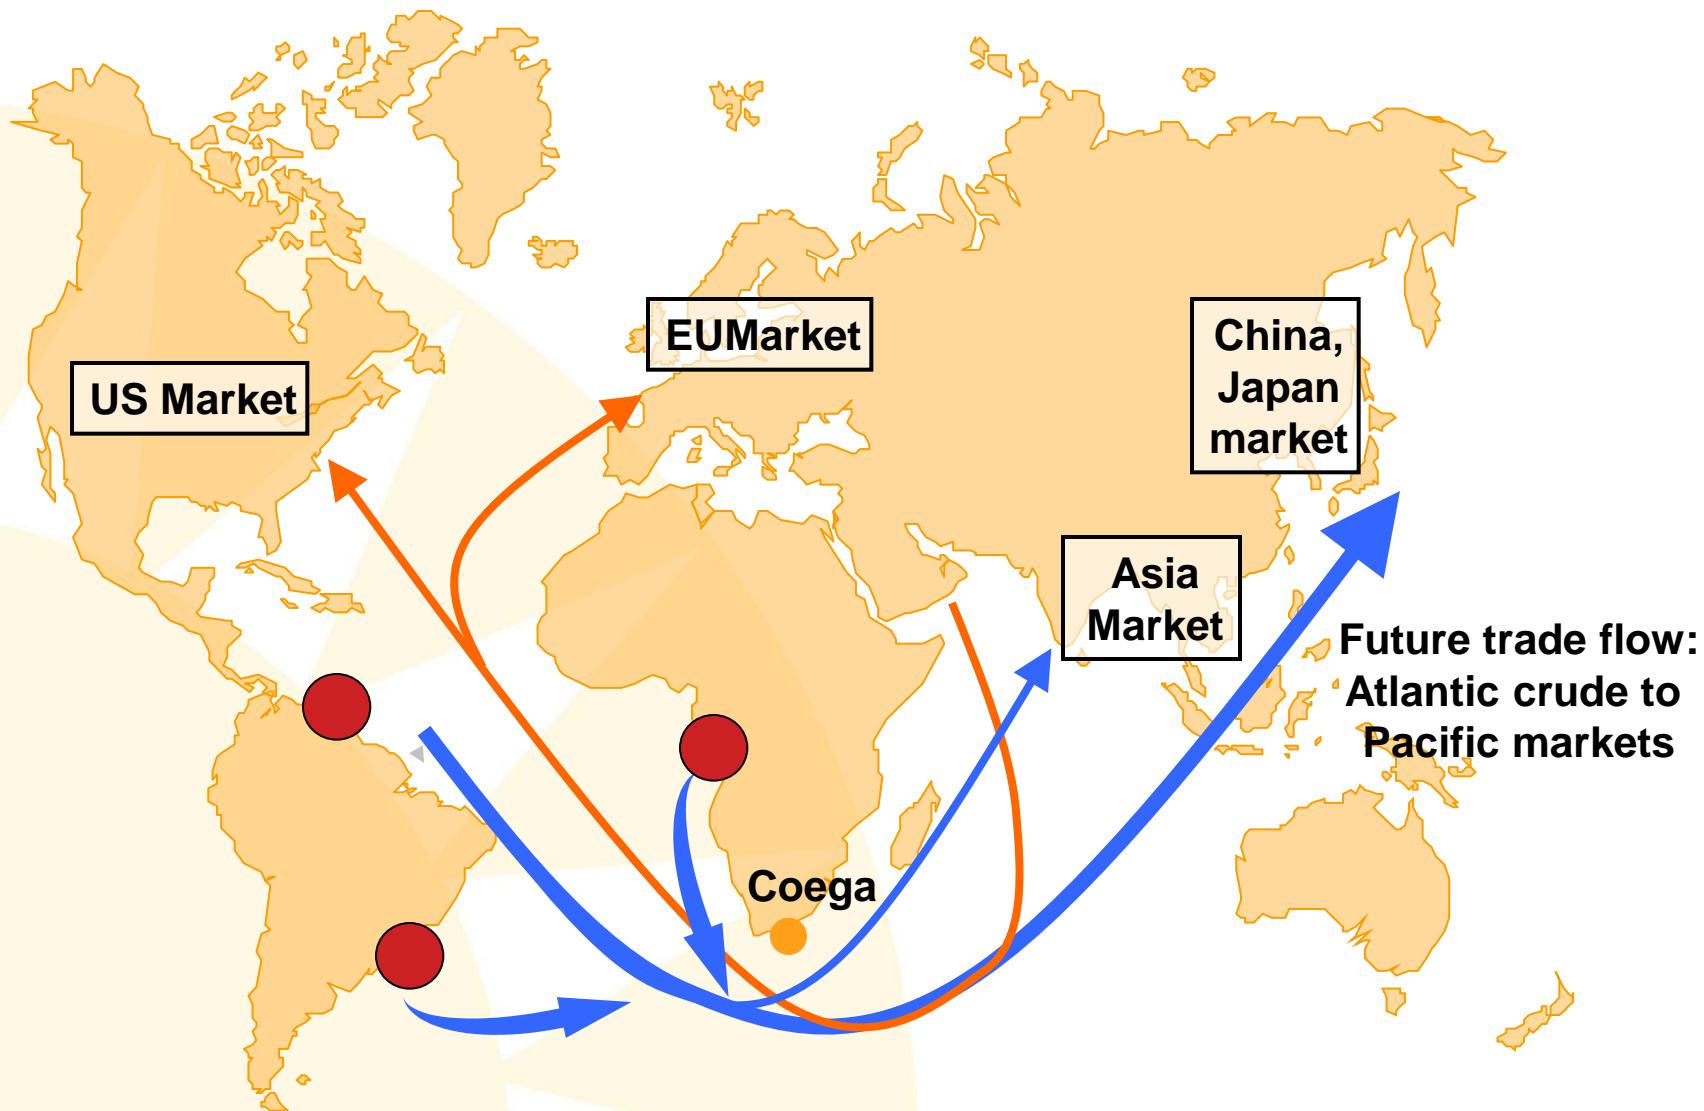 EUMarket
US Market
China,
Japan
market
Asia
Market
Future trade flow:
Atlantic crude to
Pacific markets
Coega